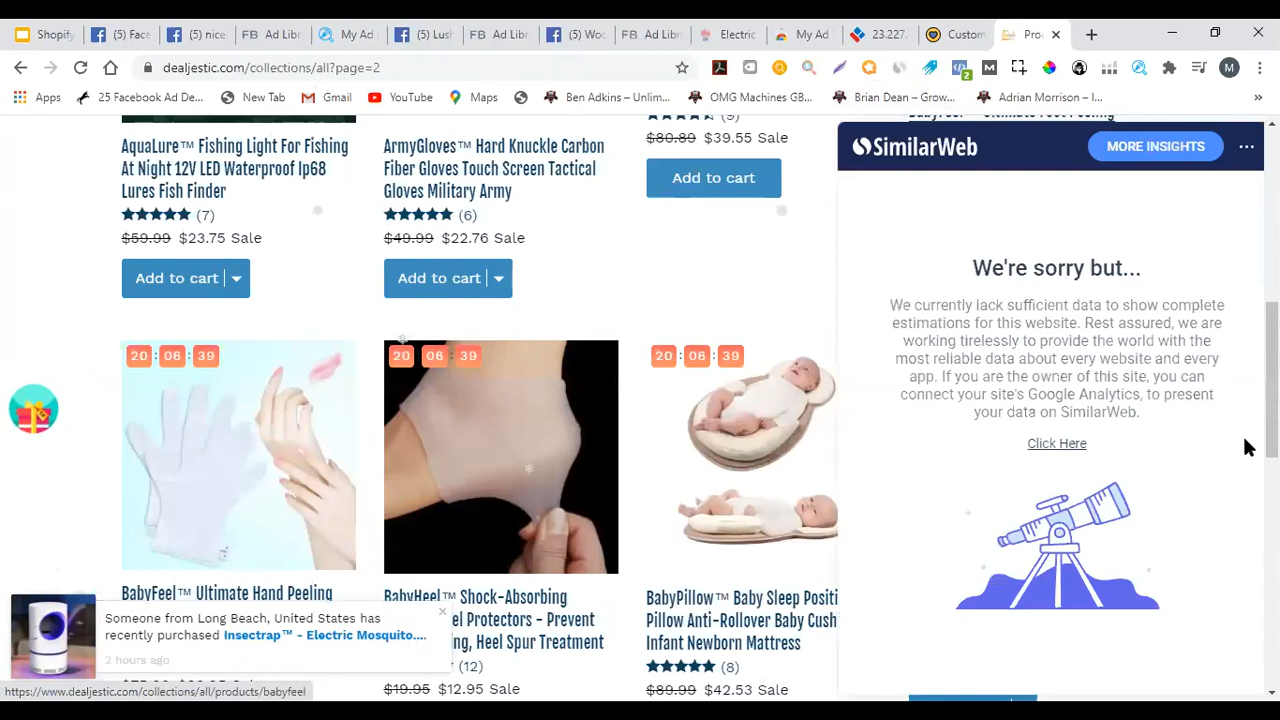 Shopify
(5) Face
(5) nice
Ad Libr
My Ad
(5) Lush
Ad Libr
(5) Woo
Ad Libr
Electric
My Ad
23.227.
Custom
Pro
dealjestic.com/collections/all?page=2
2
M
Apps
25 Facebook Ad De...
New Tab
Gmail
YouTube
Maps
Ben Adkins – Unlim...
OMG Machines GB...
Brian Dean – Grow...
Adrian Morrison – I...
»
AquaLure™ Fishing Light For Fishing
At Night 12V LED Waterproof Ip68
Lures Fish Finder
(7)
$59.99 $23.75 Sale
Add to cart
ArmyGloves™ Hard Knuckle Carbon
Fiber Gloves Touch Screen Tactical
Gloves Military Army
(6)
$49.99 $22.76 Sale
Add to cart
(9)
$80.89 $39.55 Sale
Add to cart
SimilarWeb
MORE INSIGHTS
We're sorry but...
We currently lack sufficient data to show complete
estimations for this website. Rest assured, we are
working tirelessly to provide the world with the
most reliable data about every website and every
app. If you are the owner of this site, you can
connect your site's Google Analytics, to present
your data on SimilarWeb.
Click Here
20 : 06 : 39
20 : 06 : 39
20 : 06 : 39
BabyFeel™ Ultimate Hand Peeling
BabyHeel™ Shock-Absorbing
el Protectors - Prevent
ng, Heel Spur Treatment
(12)
$19.95 $12.95 Sale
BabyPillow™ Baby Sleep Positi
Pillow Anti-Rollover Baby Cush
Infant Newborn Mattress
(8)
$89.99 $42.53 Sale
Someone from Long Beach, United States has
recently purchased Insectrap™ - Electric Mosquito....
2 hours ago
https://www.dealjestic.com/collections/all/products/babyfeel